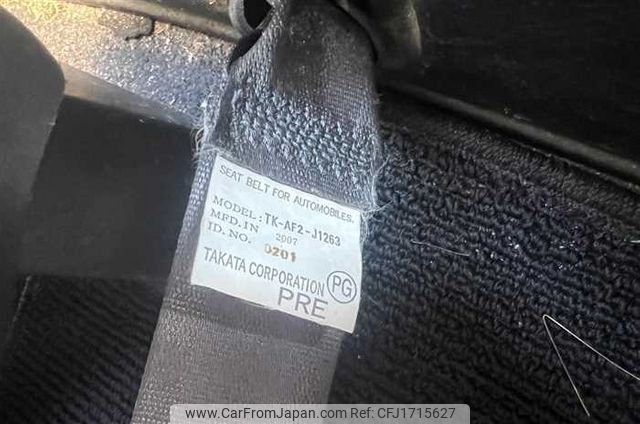 SEAT BELT FOR AUTOMOBILES.
MODEL: TK-AF2-J1263
MFD. IN 2007
ID. NO. 0201
TAKATA CORPORATION PG
PRE
www.CarFromJapan.com | ID: CFJ1715627